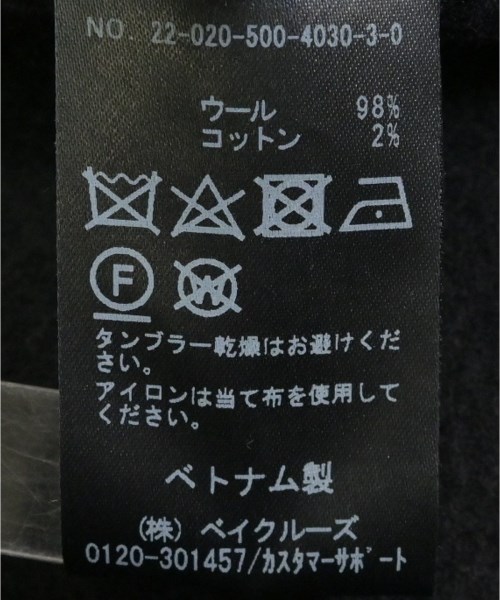 NO. 22-020-500-4030-3-0
ウール 98%
コットン 2%
F W
タンブラー乾燥はお避けくだ
さい。
アイロンは当て布を使用して
ください。
ベトナム製
(株) ベイクルーズ
0120-301457/ｶｽﾀﾏｰｻﾎﾟｰﾄ